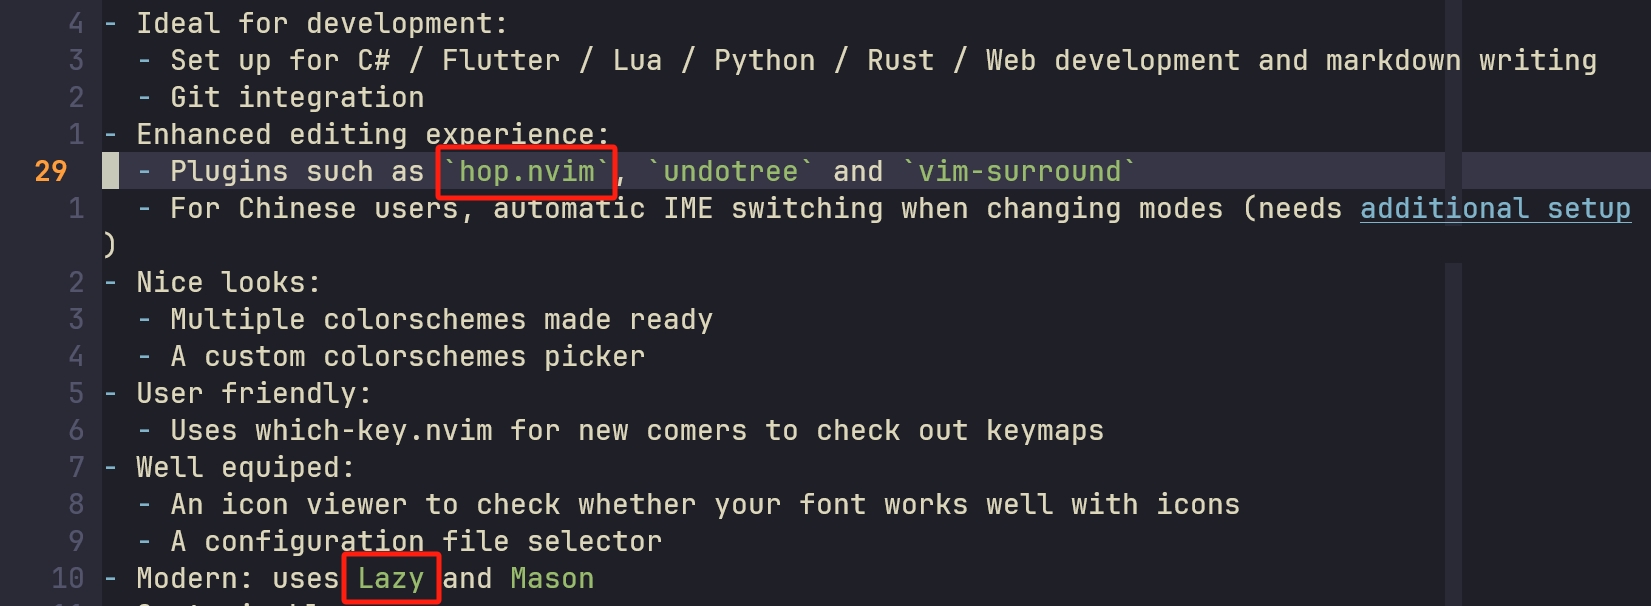 4 - Ideal for development:
3   - Set up for C# / Flutter / Lua / Python / Rust / Web development and markdown writing
2   - Git integration
1 - Enhanced editing experience:
29   - Plugins such as `hop.nvim`, `undotree` and `vim-surround`
1   - For Chinese users, automatic IME switching when changing modes (needs additional setup
)
2 - Nice looks:
3   - Multiple colorschemes made ready
4   - A custom colorschemes picker
5 - User friendly:
6   - Uses which-key.nvim for new comers to check out keymaps
7 - Well equiped:
8   - An icon viewer to check whether your font works well with icons
9   - A configuration file selector
10 - Modern: uses Lazy and Mason